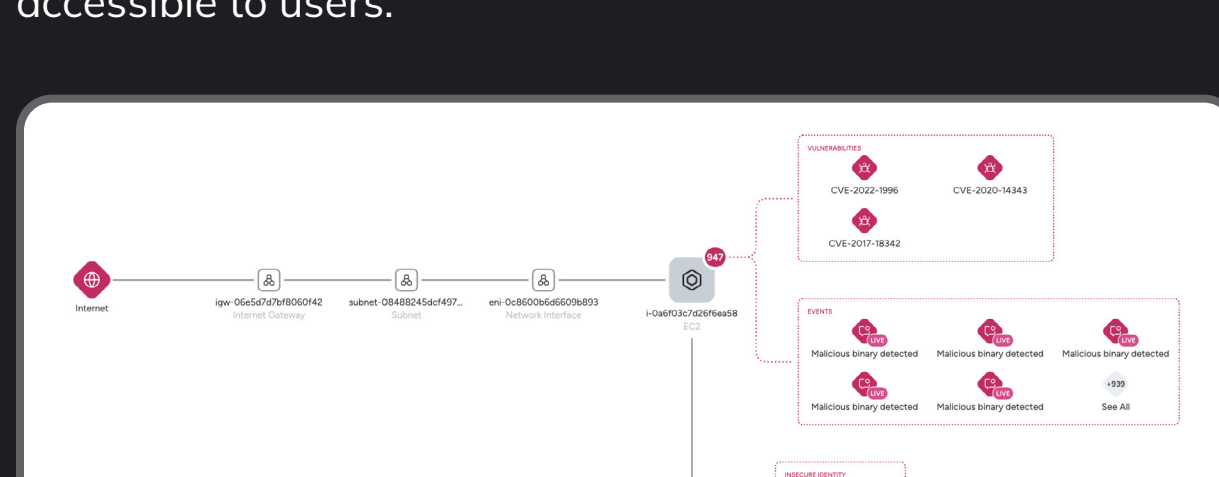 accessible to users.
VULNERABILITIES
CVE-2022-1996
CVE-2020-14343
CVE-2017-18342
947
Internet
igw-06e5d7d7bf8060f42
Internet Gateway
subnet-08488245dcf497...
Subnet
eni-0c8600b6d6609b893
Network Interface
i-0a6f03c7d26f6ea58
EC2
EVENTS
LIVE
LIVE
LIVE
Malicious binary detected
Malicious binary detected
Malicious binary detected
LIVE
LIVE
+939
Malicious binary detected
Malicious binary detected
See All
INSECURE IDENTITY